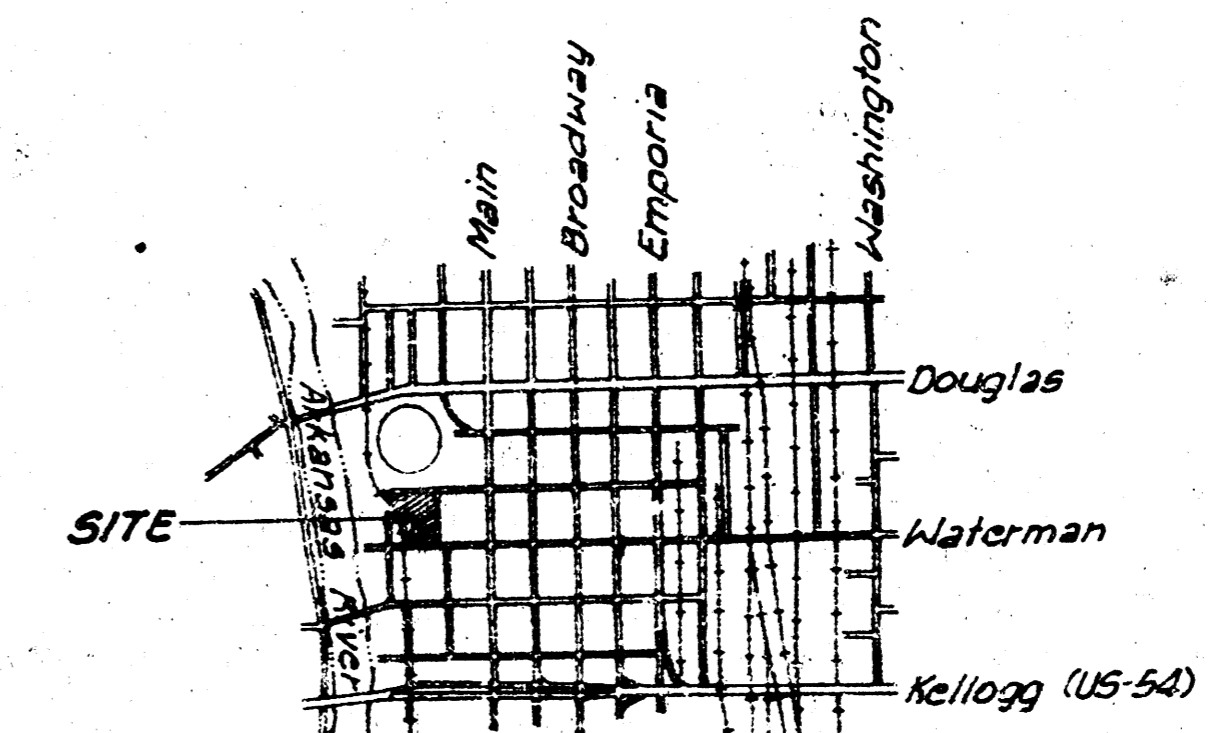 Main
Broadway
Emporia
Washington
Douglas
Arkansas River
SITE
Waterman
Kellogg (US-54)